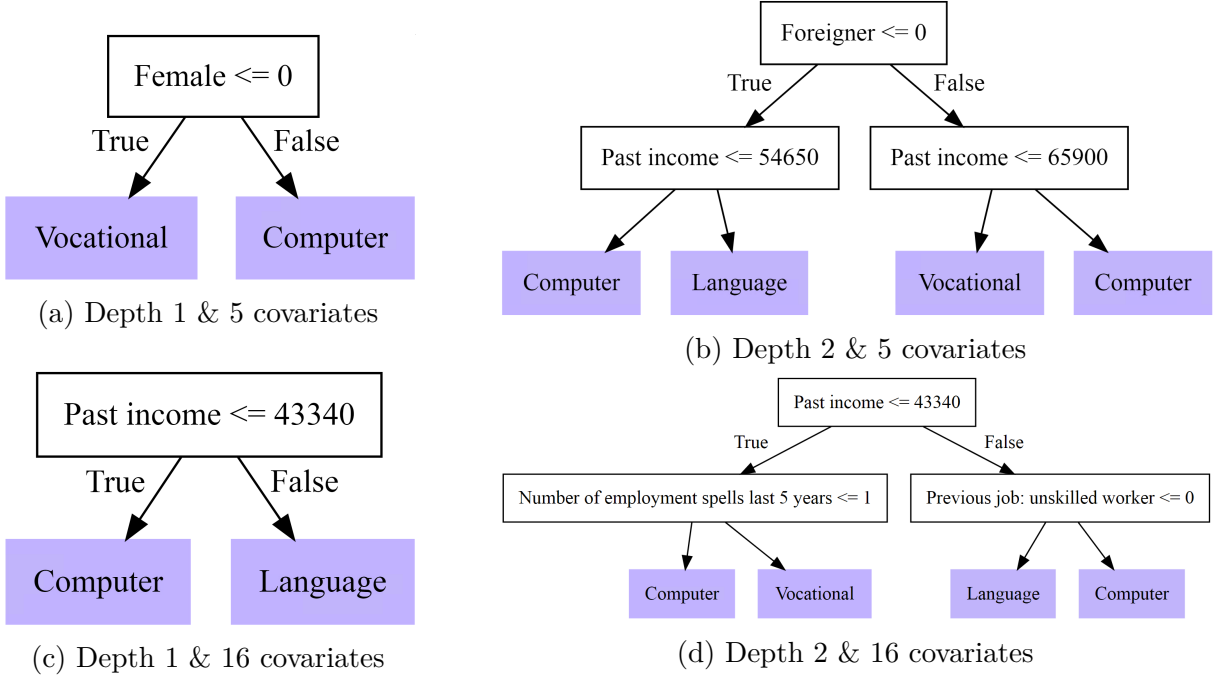 Female <= 0
True
False
Vocational
Computer
(a) Depth 1 & 5 covariates
Foreigner <= 0
True
False
Past income <= 54650
Past income <= 65900
Computer
Language
Vocational
Computer
(b) Depth 2 & 5 covariates
Past income <= 43340
True
False
Computer
Language
(c) Depth 1 & 16 covariates
Past income <= 43340
True
False
Number of employment spells last 5 years <= 1
Previous job: unskilled worker <= 0
Computer
Vocational
Language
Computer
(d) Depth 2 & 16 covariates